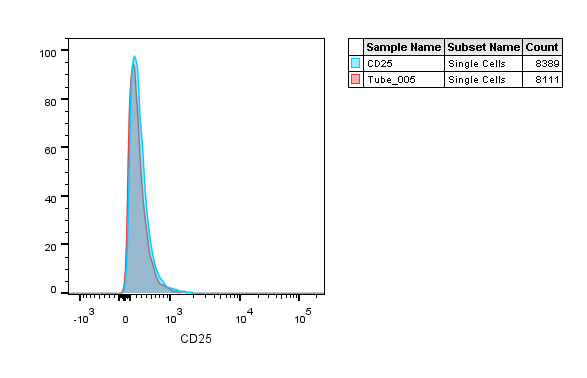 Sample Name Subset Name Count
CD25 Single Cells 8389
Tube_005 Single Cells 8111
100
80
60
40
20
0
-10^3 0 10^3 10^4 10^5
CD25